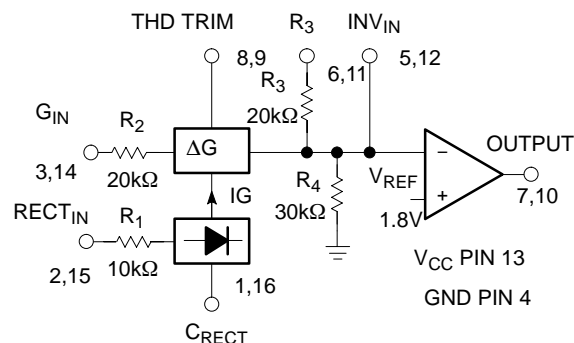 THD TRIM
R3
INVIN
8,9
6,11
5,12
R3
20kΩ
GIN
R2
ΔG
OUTPUT
3,14
20kΩ
IG
R4
VREF
−
+
7,10
RECTIN
R1
30kΩ
1.8V
2,15
10kΩ
1,16
VCC PIN 13
GND PIN 4
CRECT